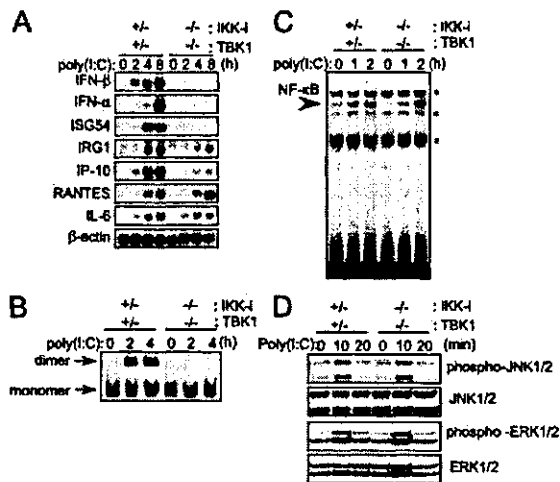 A
+/- -/- : IKK-i
+/- -/- : TBK1
poly(I:C) 0 2 4 8 0 2 4 8 (h)
IFN-β
IFN-α
ISG54
IRG1
IP-10
RANTES
IL-6
β-actin
B
+/- -/- : IKK-i
+/- -/- : TBK1
poly(I:C): 0 2 4 0 2 4 (h)
dimer
monomer
C
+/- -/- : IKK-i
+/- -/- : TBK1
poly(I:C): 0 1 2 0 1 2 (h)
NF-κB
*
*
*
D
+/- -/- : IKK-i
+/- -/- : TBK1
Poly(I:C): 0 10 20 0 10 20 (min)
phospho-JNK1/2
JNK1/2
phospho -ERK1/2
ERK1/2